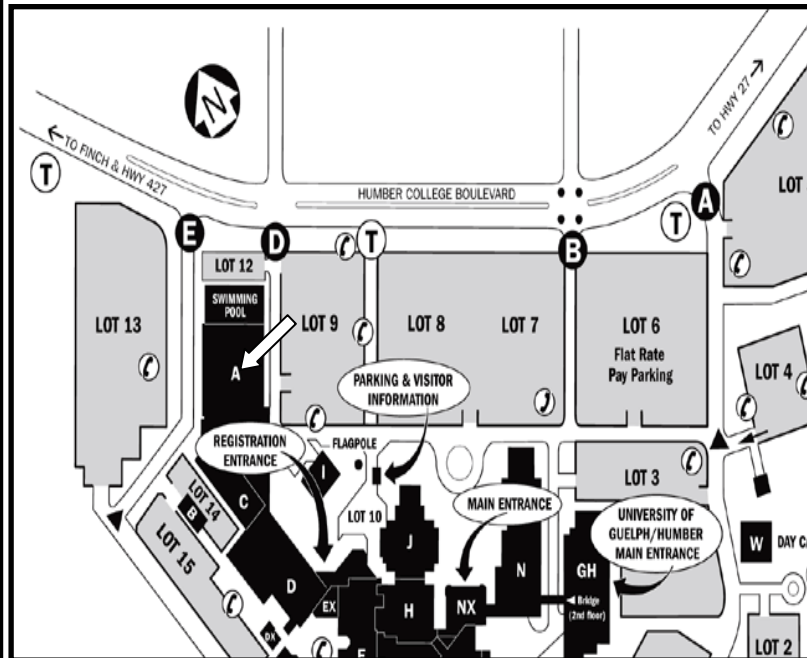 N
TO HWY 27
TO FINCH & HWY 427
T
HUMBER COLLEGE BOULEVARD
A
T
LOT
E
D
T
B
LOT 12
SWIMMING
POOL
LOT 13
LOT 9
LOT 8
LOT 7
LOT 6
Flat Rate
Pay Parking
LOT 4
A
PARKING & VISITOR
INFORMATION
REGISTRATION
ENTRANCE
FLAGPOLE
I
LOT 3
C
LOT 14
B
LOT 10
MAIN ENTRANCE
UNIVERSITY OF
GUELPH/HUMBER
MAIN ENTRANCE
J
W
DAY C
LOT 15
D
N
GH
EX
H
NX
Bridge
(2nd floor)
DX
F
LOT 2